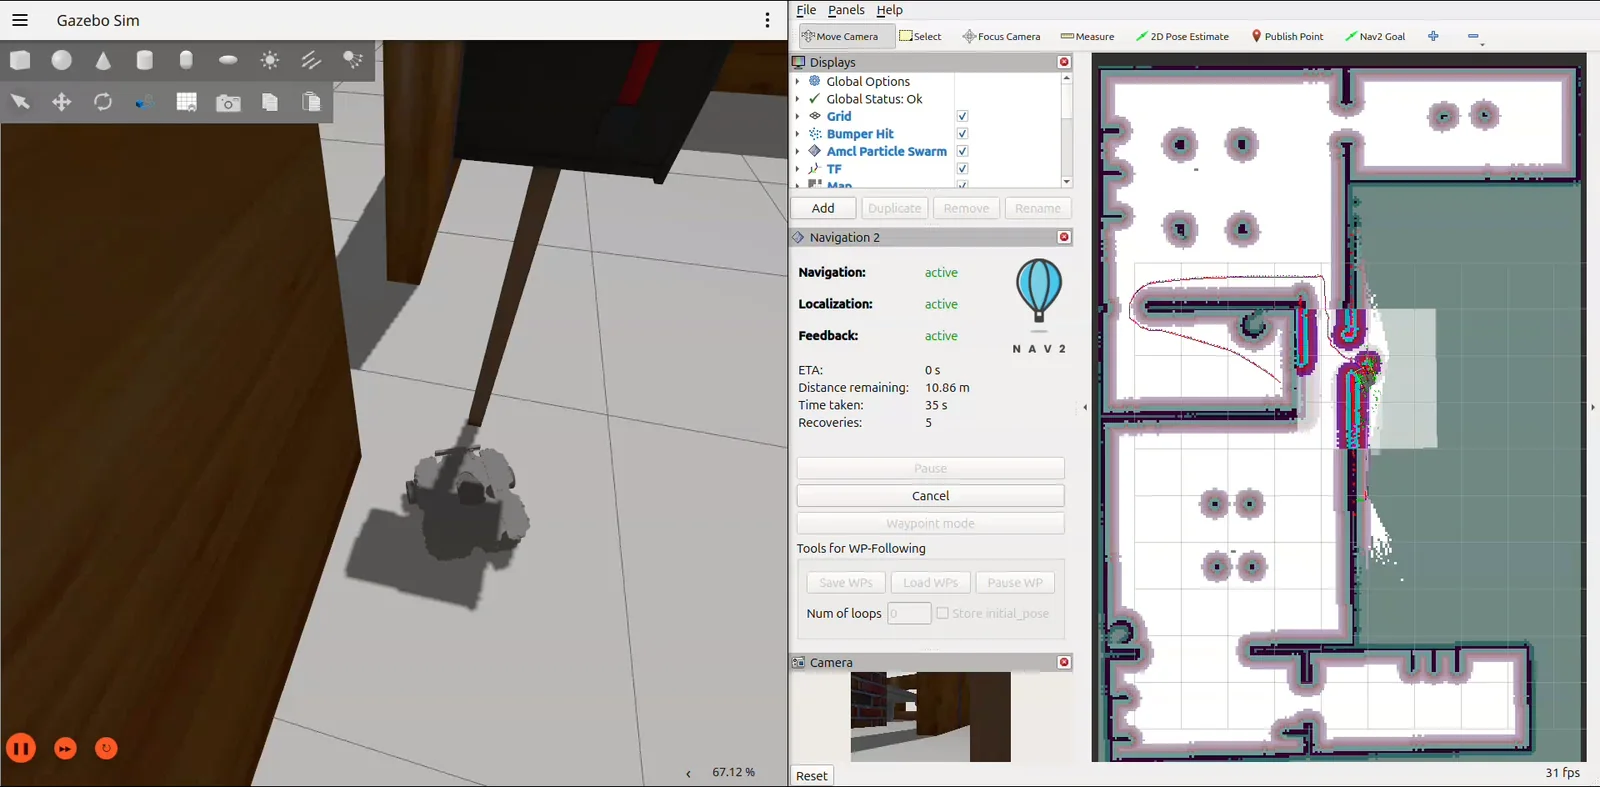 Gazebo Sim
67.12 %
File Panels Help
Move Camera Select Focus Camera Measure 2D Pose Estimate Publish Point Nav2 Goal
Displays
Global Options
Global Status: Ok
Grid
Bumper Hit
Amcl Particle Swarm
TF
Map
Add Duplicate Remove Rename
Navigation 2
Navigation: active
Localization: active
Feedback: active
NAV2
ETA: 0 s
Distance remaining: 10.86 m
Time taken: 35 s
Recoveries: 5
Pause
Cancel
Waypoint mode
Tools for WP-Following
Save WPs Load WPs Pause WP
Num of loops 0 Store initial_pose
Camera
Reset
31 fps